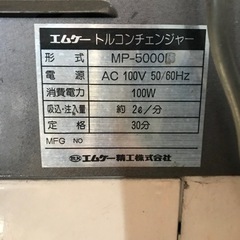 エムケー トルコンチェンジャー
形式 MP-5000
電源 AC 100V 50/60Hz
消費電力 100W
吸込・注入量 約 2ℓ/分
定格 30分
MFG NO
エムケー精工株式会社